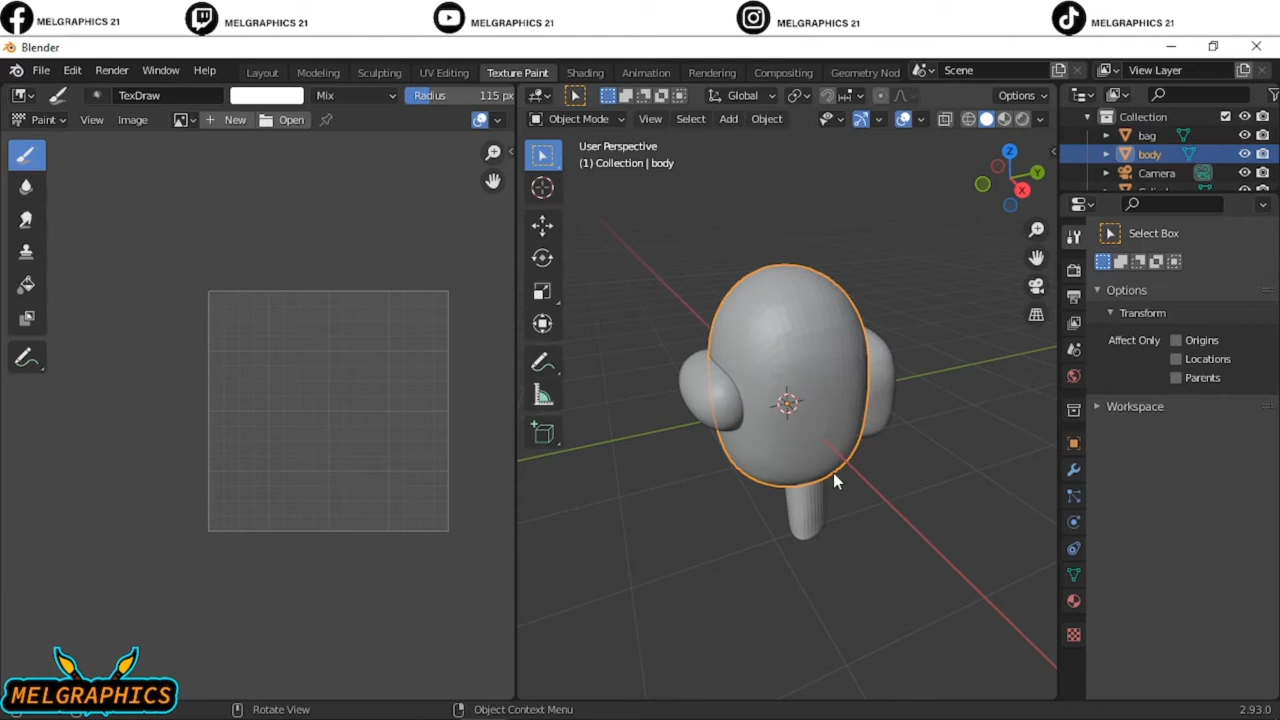 MELGRAPHICS 21 MELGRAPHICS 21 MELGRAPHICS 21 MELGRAPHICS 21 MELGRAPHICS 21
Blender
File Edit Render Window Help Layout Modeling Sculpting UV Editing Texture Paint Shading Animation Rendering Compositing Geometry Nod Scene View Layer
TexDraw Mix Radius 115 px Global Options
Paint View Image New Open Object Mode View Select Add Object
Collection
bag
body
Camera
User Perspective
(1) Collection | body
Z
Y
X
Select Box
Options
Transform
Affect Only Origins
Locations
Parents
Workspace
MELGRAPHICS
Rotate View Object Context Menu 2.93.0